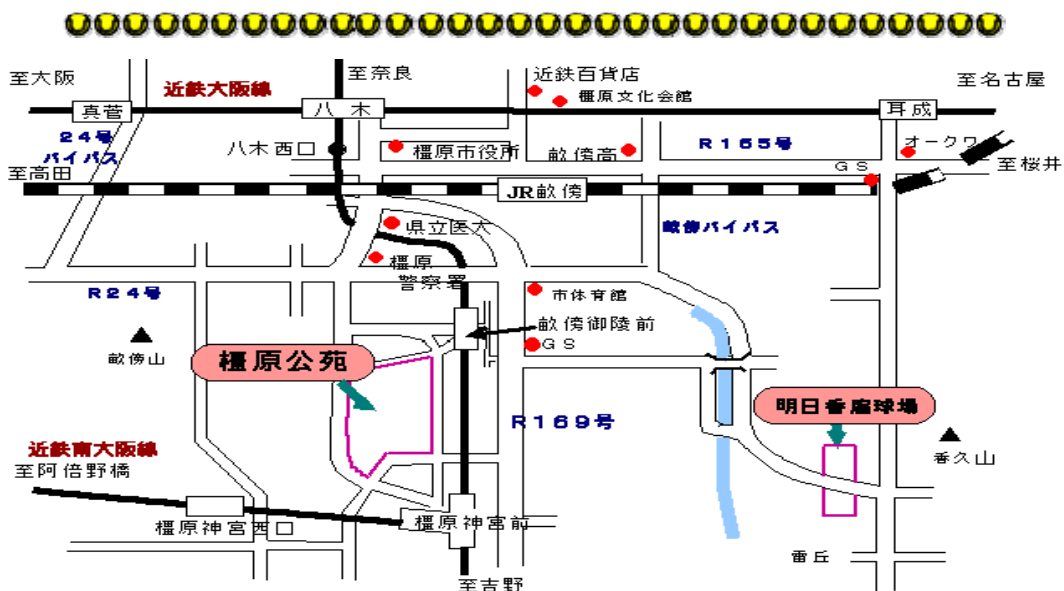 至大阪
近鉄大阪線
至奈良
近鉄百貨店
橿原文化会館
至名古屋
真菅
八木
耳成
24号
バイパス
八木西口
橿原市役所
畝傍高
R165号
オークワ
至高田
JR畝傍
GS
至桜井
県立医大
畝傍バイパス
橿原
警察署
R24号
市体育館
畝傍御陵前
GS
畝傍山
橿原公苑
明日香庭球場
R169号
近鉄南大阪線
至阿倍野橋
香久山
橿原神宮西口
橿原神宮前
雷丘
至吉野